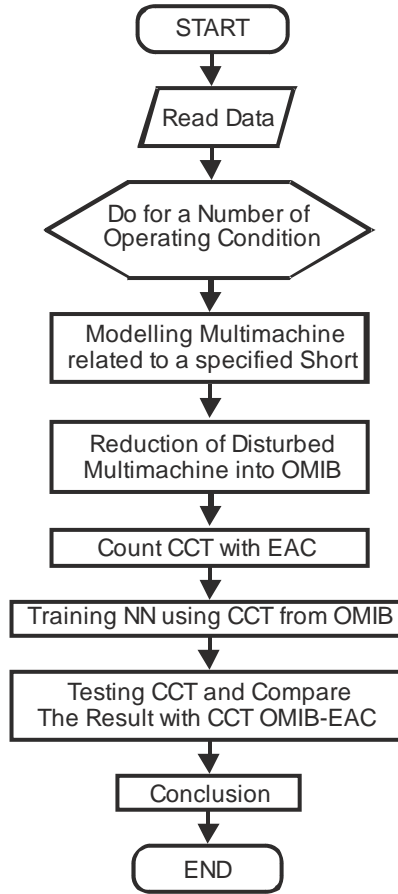 START
Read Data
Do for a Number of
Operating Condition
Modelling Multimachine
related to a specified Short
Reduction of Disturbed
Multimachine into OMIB
Count CCT with EAC
Training NN using CCT from OMIB
Testing CCT and Compare
The Result with CCT OMIB-EAC
Conclusion
END